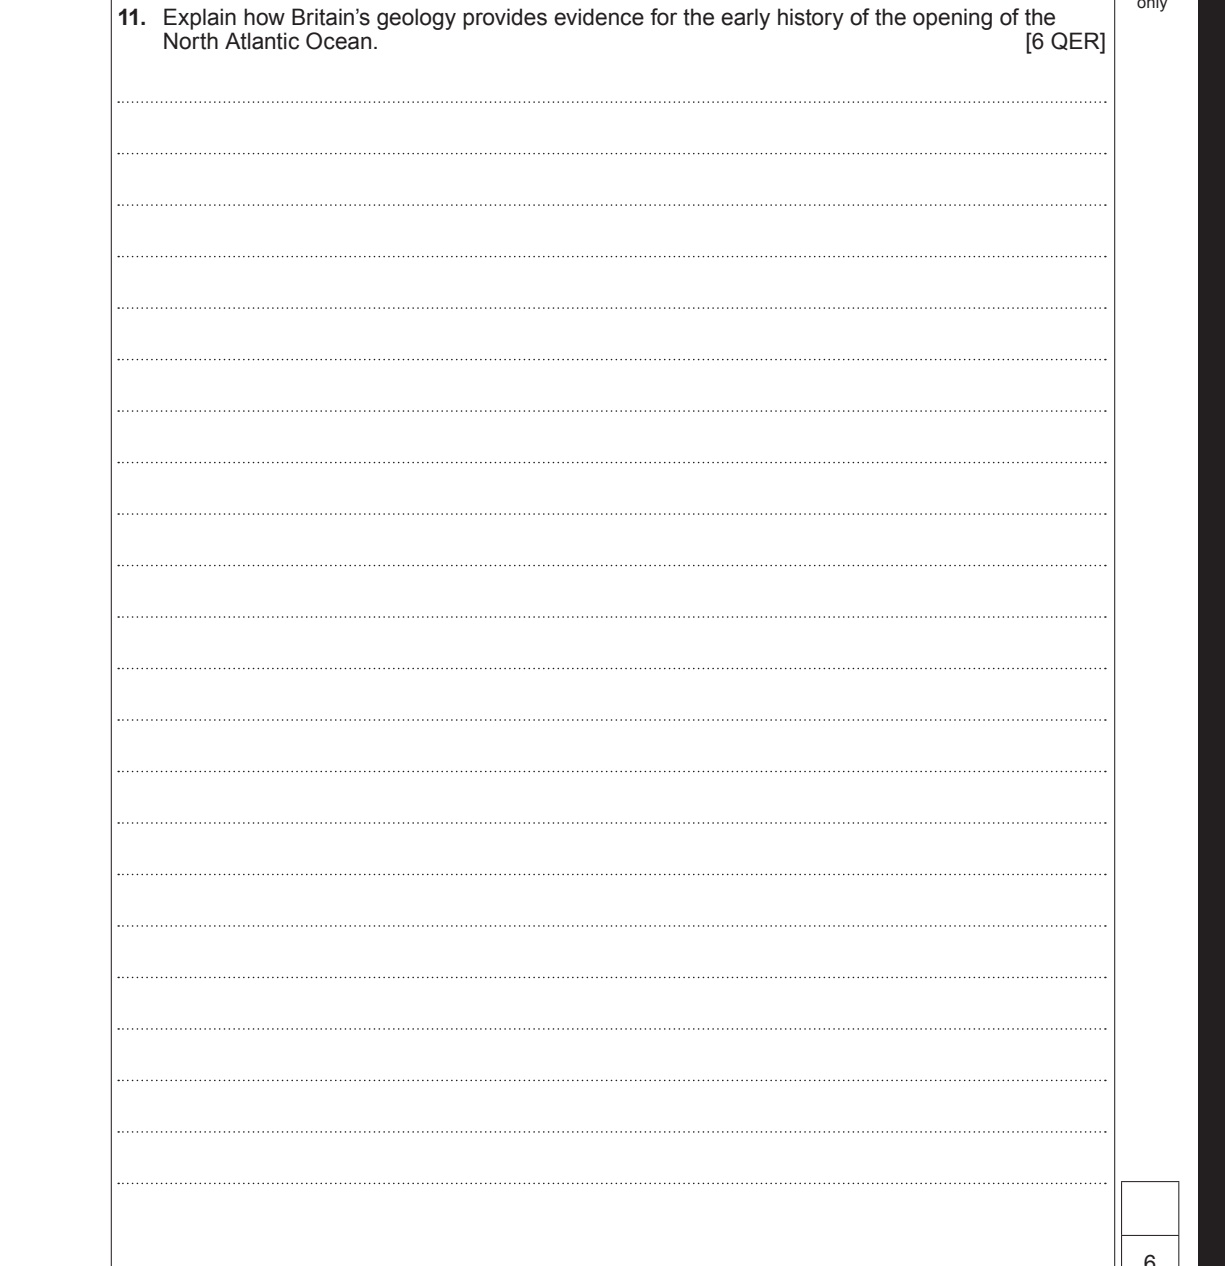 only
11. Explain how Britain's geology provides evidence for the early history of the opening of the
North Atlantic Ocean. [6 QER]
6